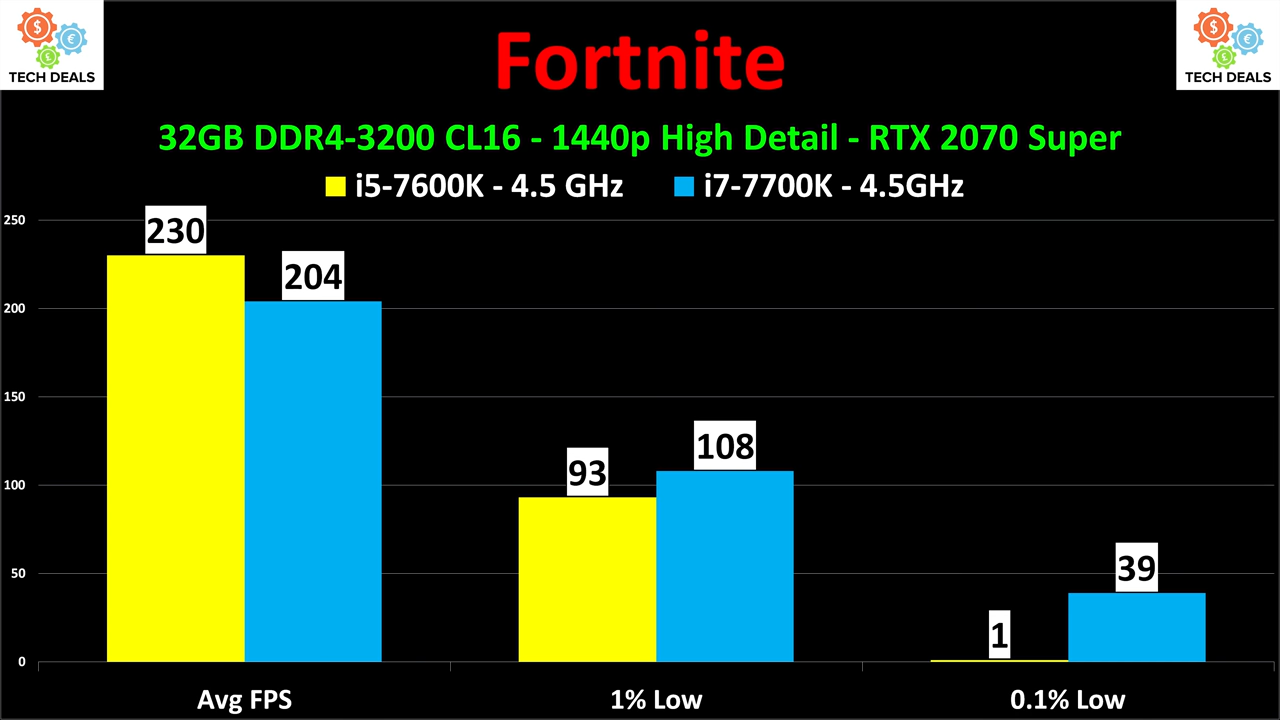 TECH DEALS
TECH DEALS
Fortnite
32GB DDR4-3200 CL16 - 1440p High Detail - RTX 2070 Super
i5-7600K - 4.5 GHz i7-7700K - 4.5GHz
250
200
150
100
50
0
230
204
93
108
1
39
Avg FPS 1% Low 0.1% Low